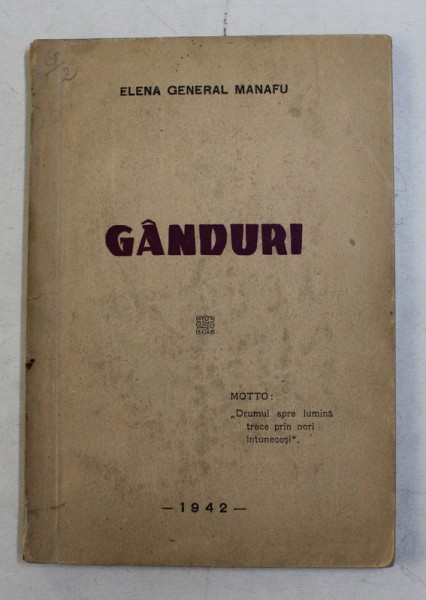 ELENA GENERAL MANAFU
GÂNDURI
MOTTO:
„Drumul spre lumină
trece prin nori
întunecoşi".
— 1942 —